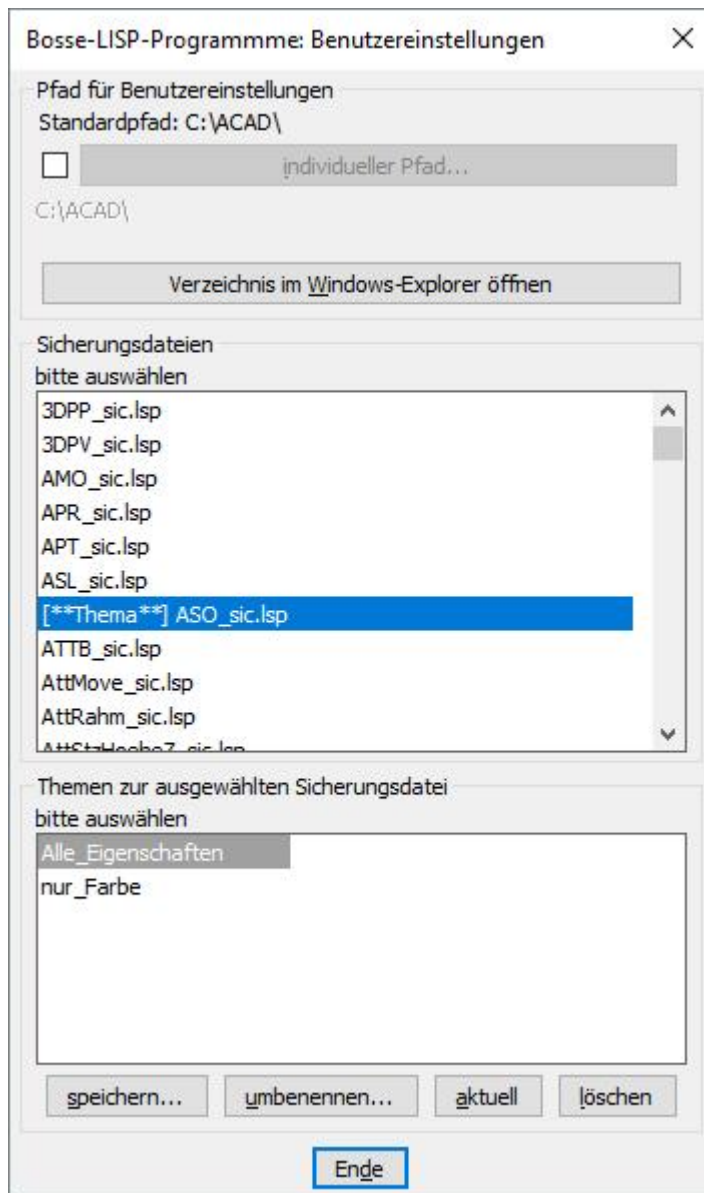 Bosse-LISP-Programmme: Benutzereinstellungen
Pfad für Benutzereinstellungen
Standardpfad: C:\ACAD\
individueller Pfad...
C:\ACAD\
Verzeichnis im Windows-Explorer öffnen
Sicherungsdateien
bitte auswählen
3DPP_sic.lsp
3DPV_sic.lsp
AMO_sic.lsp
APR_sic.lsp
APT_sic.lsp
ASL_sic.lsp
[**Thema**] ASO_sic.lsp
ATTB_sic.lsp
AttMove_sic.lsp
AttRahm_sic.lsp
Themen zur ausgewählten Sicherungsdatei
bitte auswählen
Alle_Eigenschaften
nur_Farbe
speichern... umbenennen... aktuell löschen
Ende